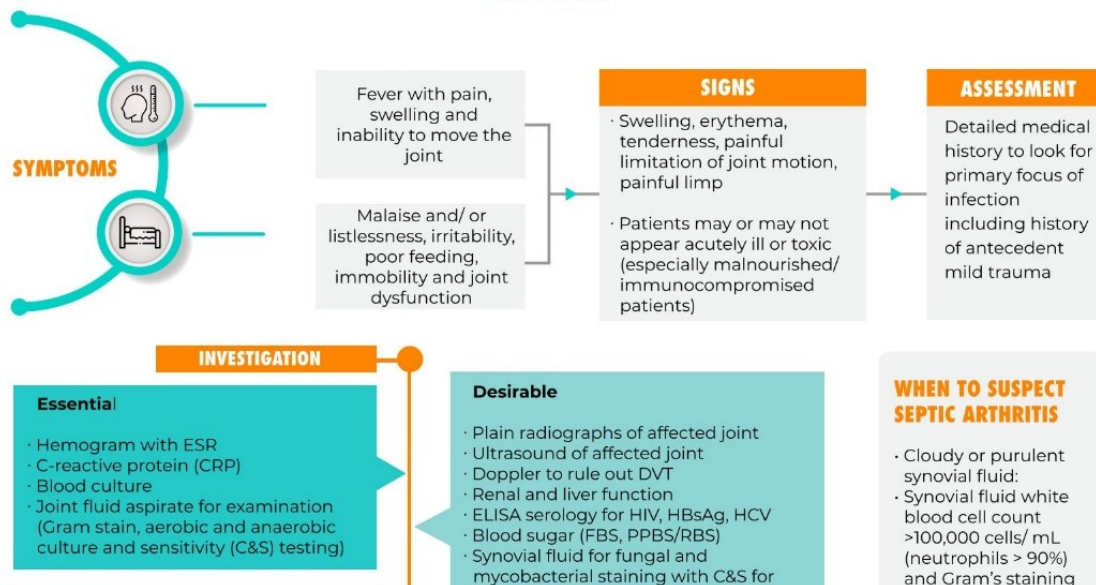 SYMPTOMS
Fever with pain,
swelling and
inability to move the
joint
Malaise and/ or
listlessness, irritability,
poor feeding,
immobility and joint
dysfunction
SIGNS
· Swelling, erythema,
tenderness, painful
limitation of joint motion,
painful limp
· Patients may or may not
appear acutely ill or toxic
(especially malnourished/
immunocompromised
patients)
ASSESSMENT
Detailed medical
history to look for
primary focus of
infection
including history
of antecedent
mild trauma
INVESTIGATION
Essential
· Hemogram with ESR
· C-reactive protein (CRP)
· Blood culture
· Joint fluid aspirate for examination
(Gram stain, aerobic and anaerobic
culture and sensitivity (C&S) testing)
Desirable
· Plain radiographs of affected joint
· Ultrasound of affected joint
· Doppler to rule out DVT
· Renal and liver function
· ELISA serology for HIV, HBsAg, HCV
· Blood sugar (FBS, PPBS/RBS)
· Synovial fluid for fungal and
mycobacterial staining with C&S for
WHEN TO SUSPECT
SEPTIC ARTHRITIS
· Cloudy or purulent
synovial fluid:
· Synovial fluid white
blood cell count
>100,000 cells/ mL
(neutrophils > 90%)
and Gram's staining